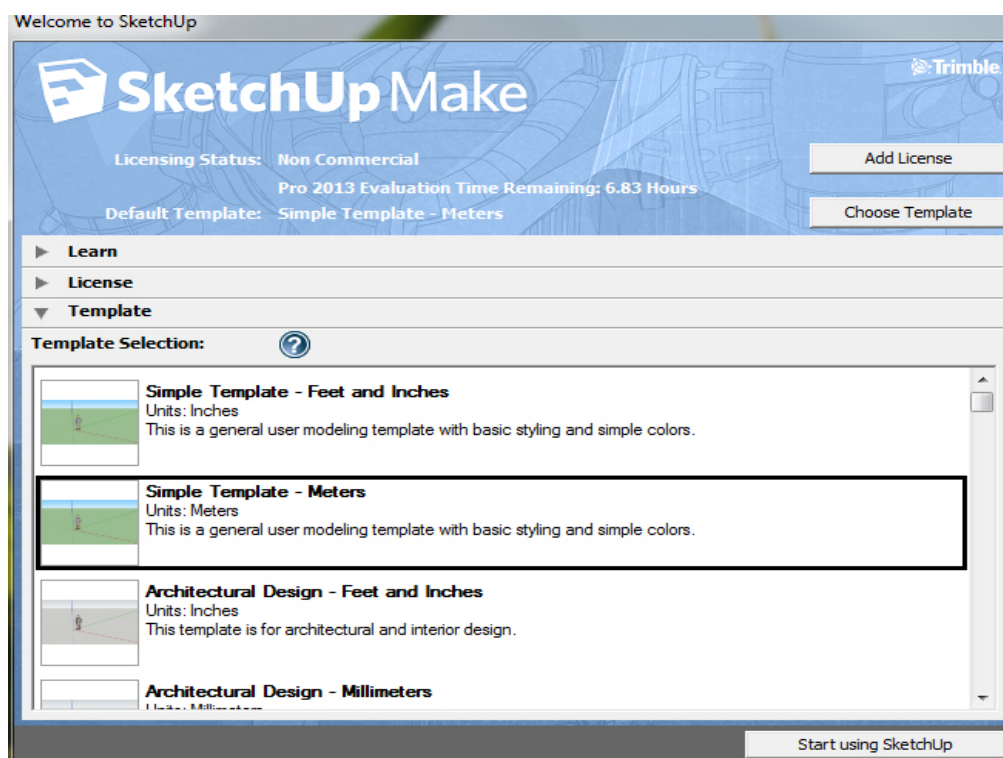 Welcome to SketchUp
SketchUp Make
Trimble
Licensing Status: Non Commercial
Add License
Pro 2013 Evaluation Time Remaining: 6.83 Hours
Default Template: Simple Template - Meters
Choose Template
Learn
License
Template
Template Selection:
?
Simple Template - Feet and Inches
Units: Inches
This is a general user modeling template with basic styling and simple colors.
Simple Template - Meters
Units: Meters
This is a general user modeling template with basic styling and simple colors.
Architectural Design - Feet and Inches
Units: Inches
This template is for architectural and interior design.
Architectural Design - Millimeters
Units: Millimeters
Start using SketchUp